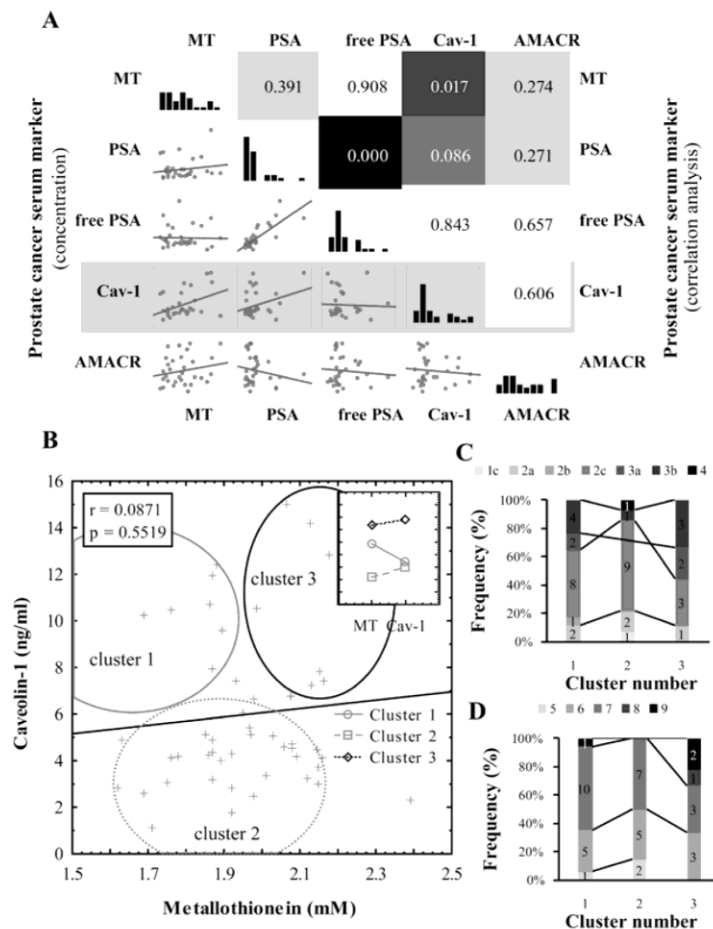 A
MT PSA free PSA Cav-1 AMACR
MT 0.391 0.908 0.017 0.274 MT
PSA 0.000 0.086 0.271 PSA
free PSA 0.843 0.657 free PSA
Cav-1 0.606 Cav-1
AMACR AMACR
MT PSA free PSA Cav-1 AMACR
Prostate cancer serum marker
(concentration)
Prostate cancer serum marker
(correlation analysis)
B
16
14
12
10
8
6
4
2
0
Caveolin-1 (ng/ml)
r = 0.0871
p = 0.5519
cluster 1
cluster 3
cluster 2
MT Cav-1
Cluster 1
Cluster 2
Cluster 3
1.5 1.7 1.9 2.1 2.3 2.5
Metallothionein (mM)
C
1c 2a 2b 2c 3a 3b 4
100%
80%
60%
40%
20%
0%
Frequency (%)
4
2
8
1
2
1
1
9
2
1
3
2
3
1
1 2 3
Cluster number
D
5 6 7 8 9
100%
80%
60%
40%
20%
0%
Frequency (%)
10
5
1
7
5
2
2
1
3
3
1 2 3
Cluster number